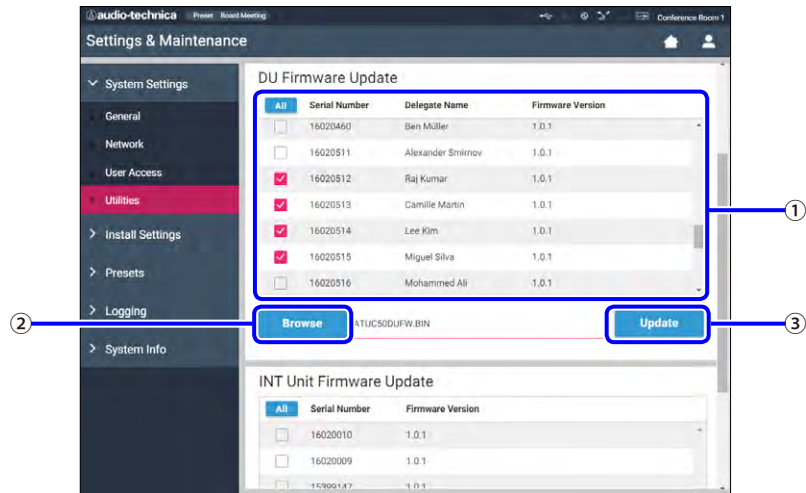 audio-technica Preset Board Meeting Conference Room 1
Settings & Maintenance
System Settings
General
Network
User Access
Utilities
Install Settings
Presets
Logging
System Info
DU Firmware Update
All Serial Number Delegate Name Firmware Version
16020460 Ben Müller 1.0.1
16020511 Alexander Smirnov 1.0.1
16020512 Raj Kumar 1.0.1
16020513 Camille Martin 1.0.1
16020514 Lee Kim 1.0.1
16020515 Miguel Silva 1.0.1
16020516 Mohammed Ali 1.0.1
①
② Browse ATUC50DUFW.BIN Update ③
INT Unit Firmware Update
All Serial Number Firmware Version
16020010 1.0.1
16020009 1.0.1
15399147 1.0.1